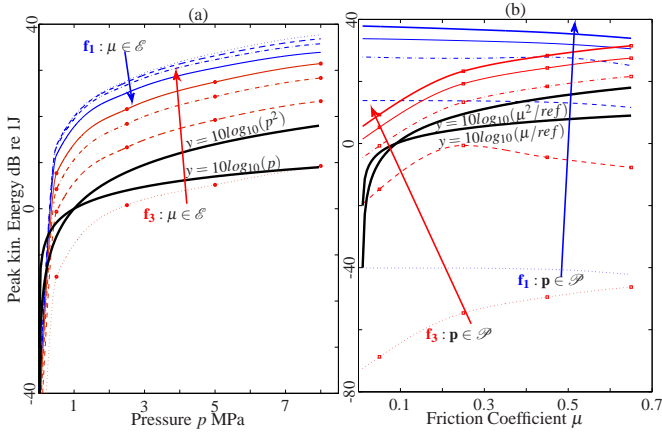 (a)
(b)
Peak kin. Energy dB re 1J
40
0
-40
f₁ : μ ∈ ℰ
y = 10log₁₀(p²)
y = 10log₁₀(p)
f₃ : μ ∈ ℰ
1
3
5
7
Pressure p MPa
40
0
-40
-80
y = 10log₁₀(μ²/ref)
y = 10log₁₀(μ/ref)
f₁ : p ∈ 𝒫
f₃ : p ∈ 𝒫
0.1
0.3
0.5
0.7
Friction Coefficient μ